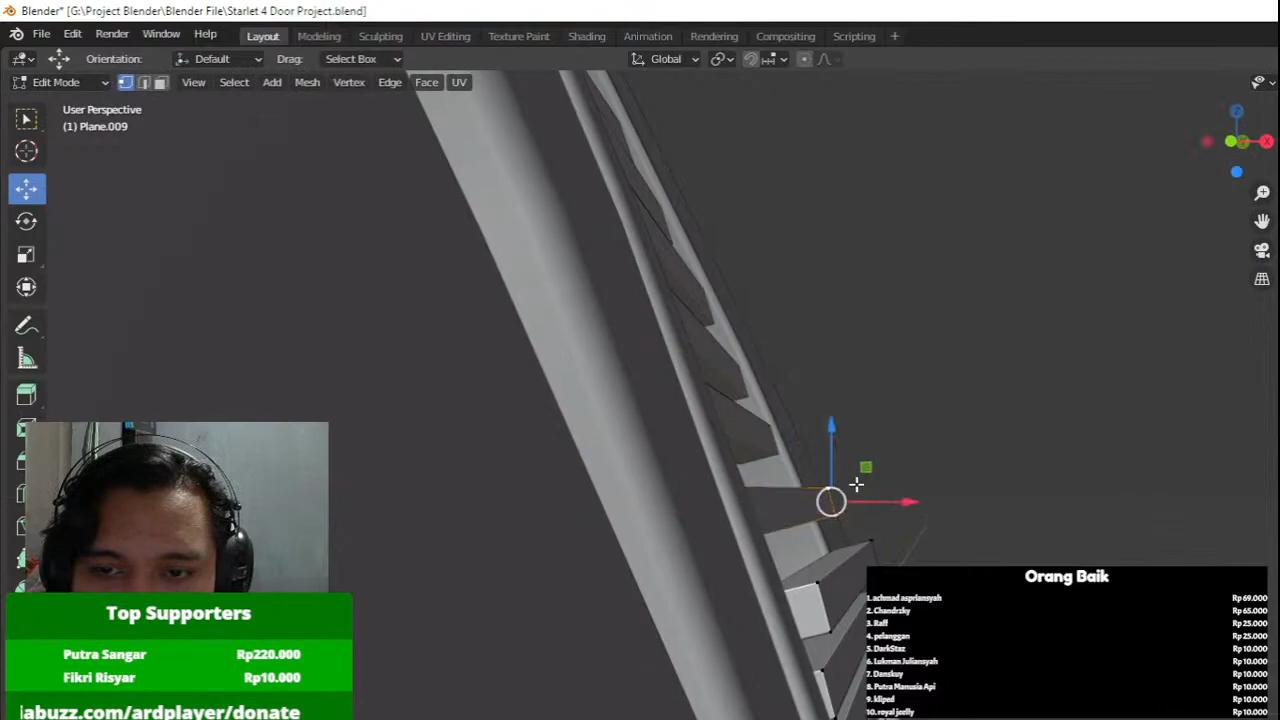 Blender* [G:\Project Blender\Blender File\Starlet 4 Door Project.blend]
File Edit Render Window Help Layout Modeling Sculpting UV Editing Texture Paint Shading Animation Rendering Compositing Scripting +
Orientation: Default Drag: Select Box Global
Edit Mode View Select Add Mesh Vertex Edge Face UV
User Perspective
(1) Plane.009
Z
X
Top Supporters
Putra Sangar Rp220.000
Fikri Risyar Rp10.000
abuzz.com/ardplayer/donate
Orang Baik
1. achmad aspriansyah Rp 69.000
2. Chandrzky Rp 65.000
3. Raff Rp 25.000
4. pelanggan Rp 25.000
5. DarkStaz Rp 10.000
6. Lukman Juliansyah Rp 10.000
7. Danskuy Rp 10.000
8. Putra Manusia Api Rp 10.000
9. kliped Rp 10.000
10. royal jeelly Rp 10.000